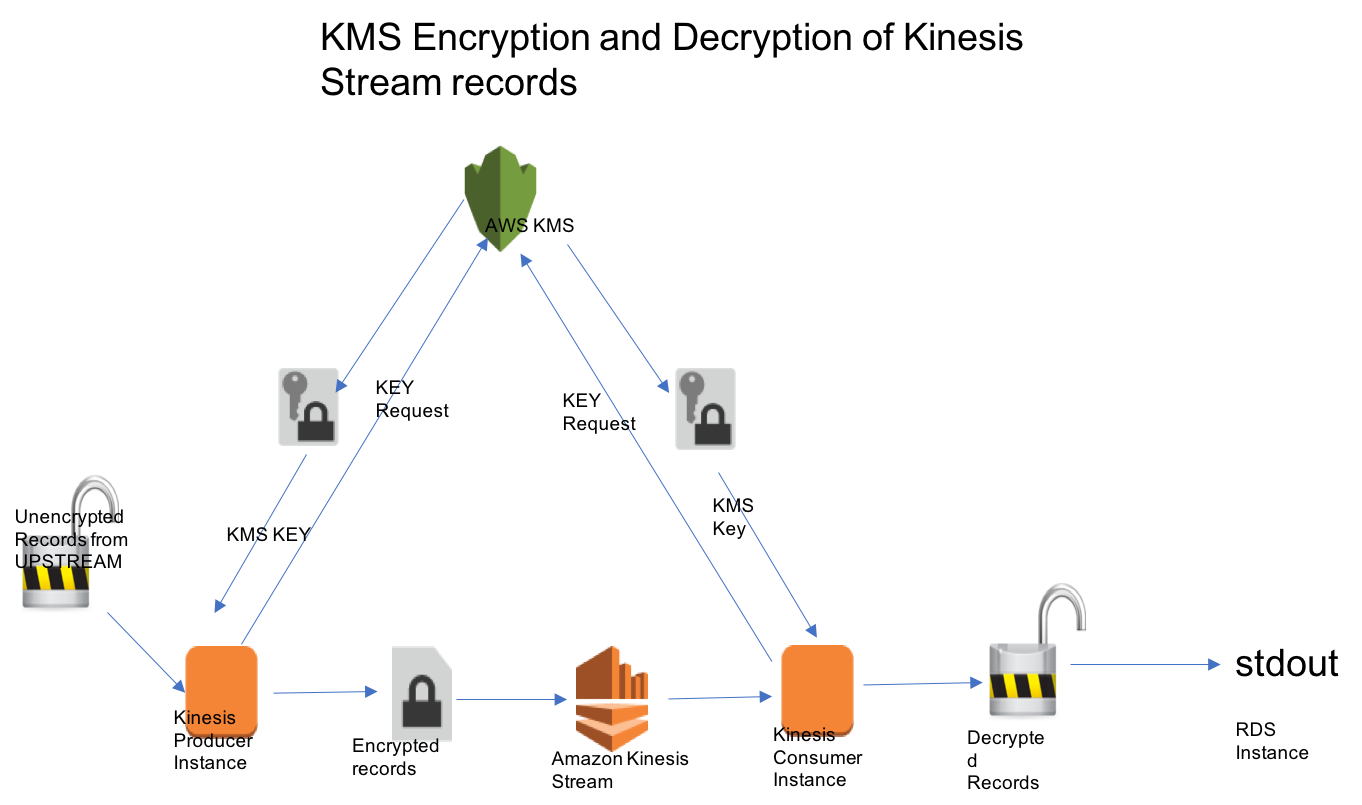 KMS Encryption and Decryption of Kinesis
Stream records
AWS KMS
KEY
Request
KEY
Request
KMS KEY
KMS
Key
Unencrypted
Records from
UPSTREAM
Kinesis
Producer
Instance
Encrypted
records
Amazon Kinesis
Stream
Kinesis
Consumer
Instance
Decrypte
d
Records
stdout
RDS
Instance